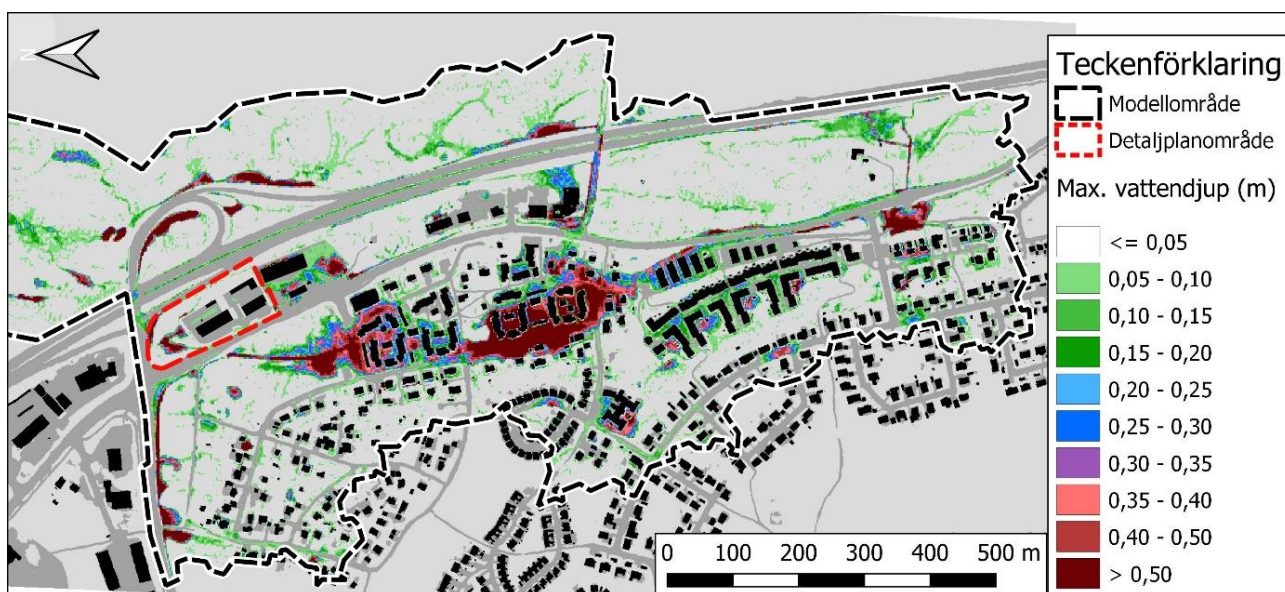 N
Teckenförklaring
Modellområde
Detaljplanområde
Max. vattendjup (m)
<= 0,05
0,05 - 0,10
0,10 - 0,15
0,15 - 0,20
0,20 - 0,25
0,25 - 0,30
0,30 - 0,35
0,35 - 0,40
0,40 - 0,50
> 0,50
0 100 200 300 400 500 m